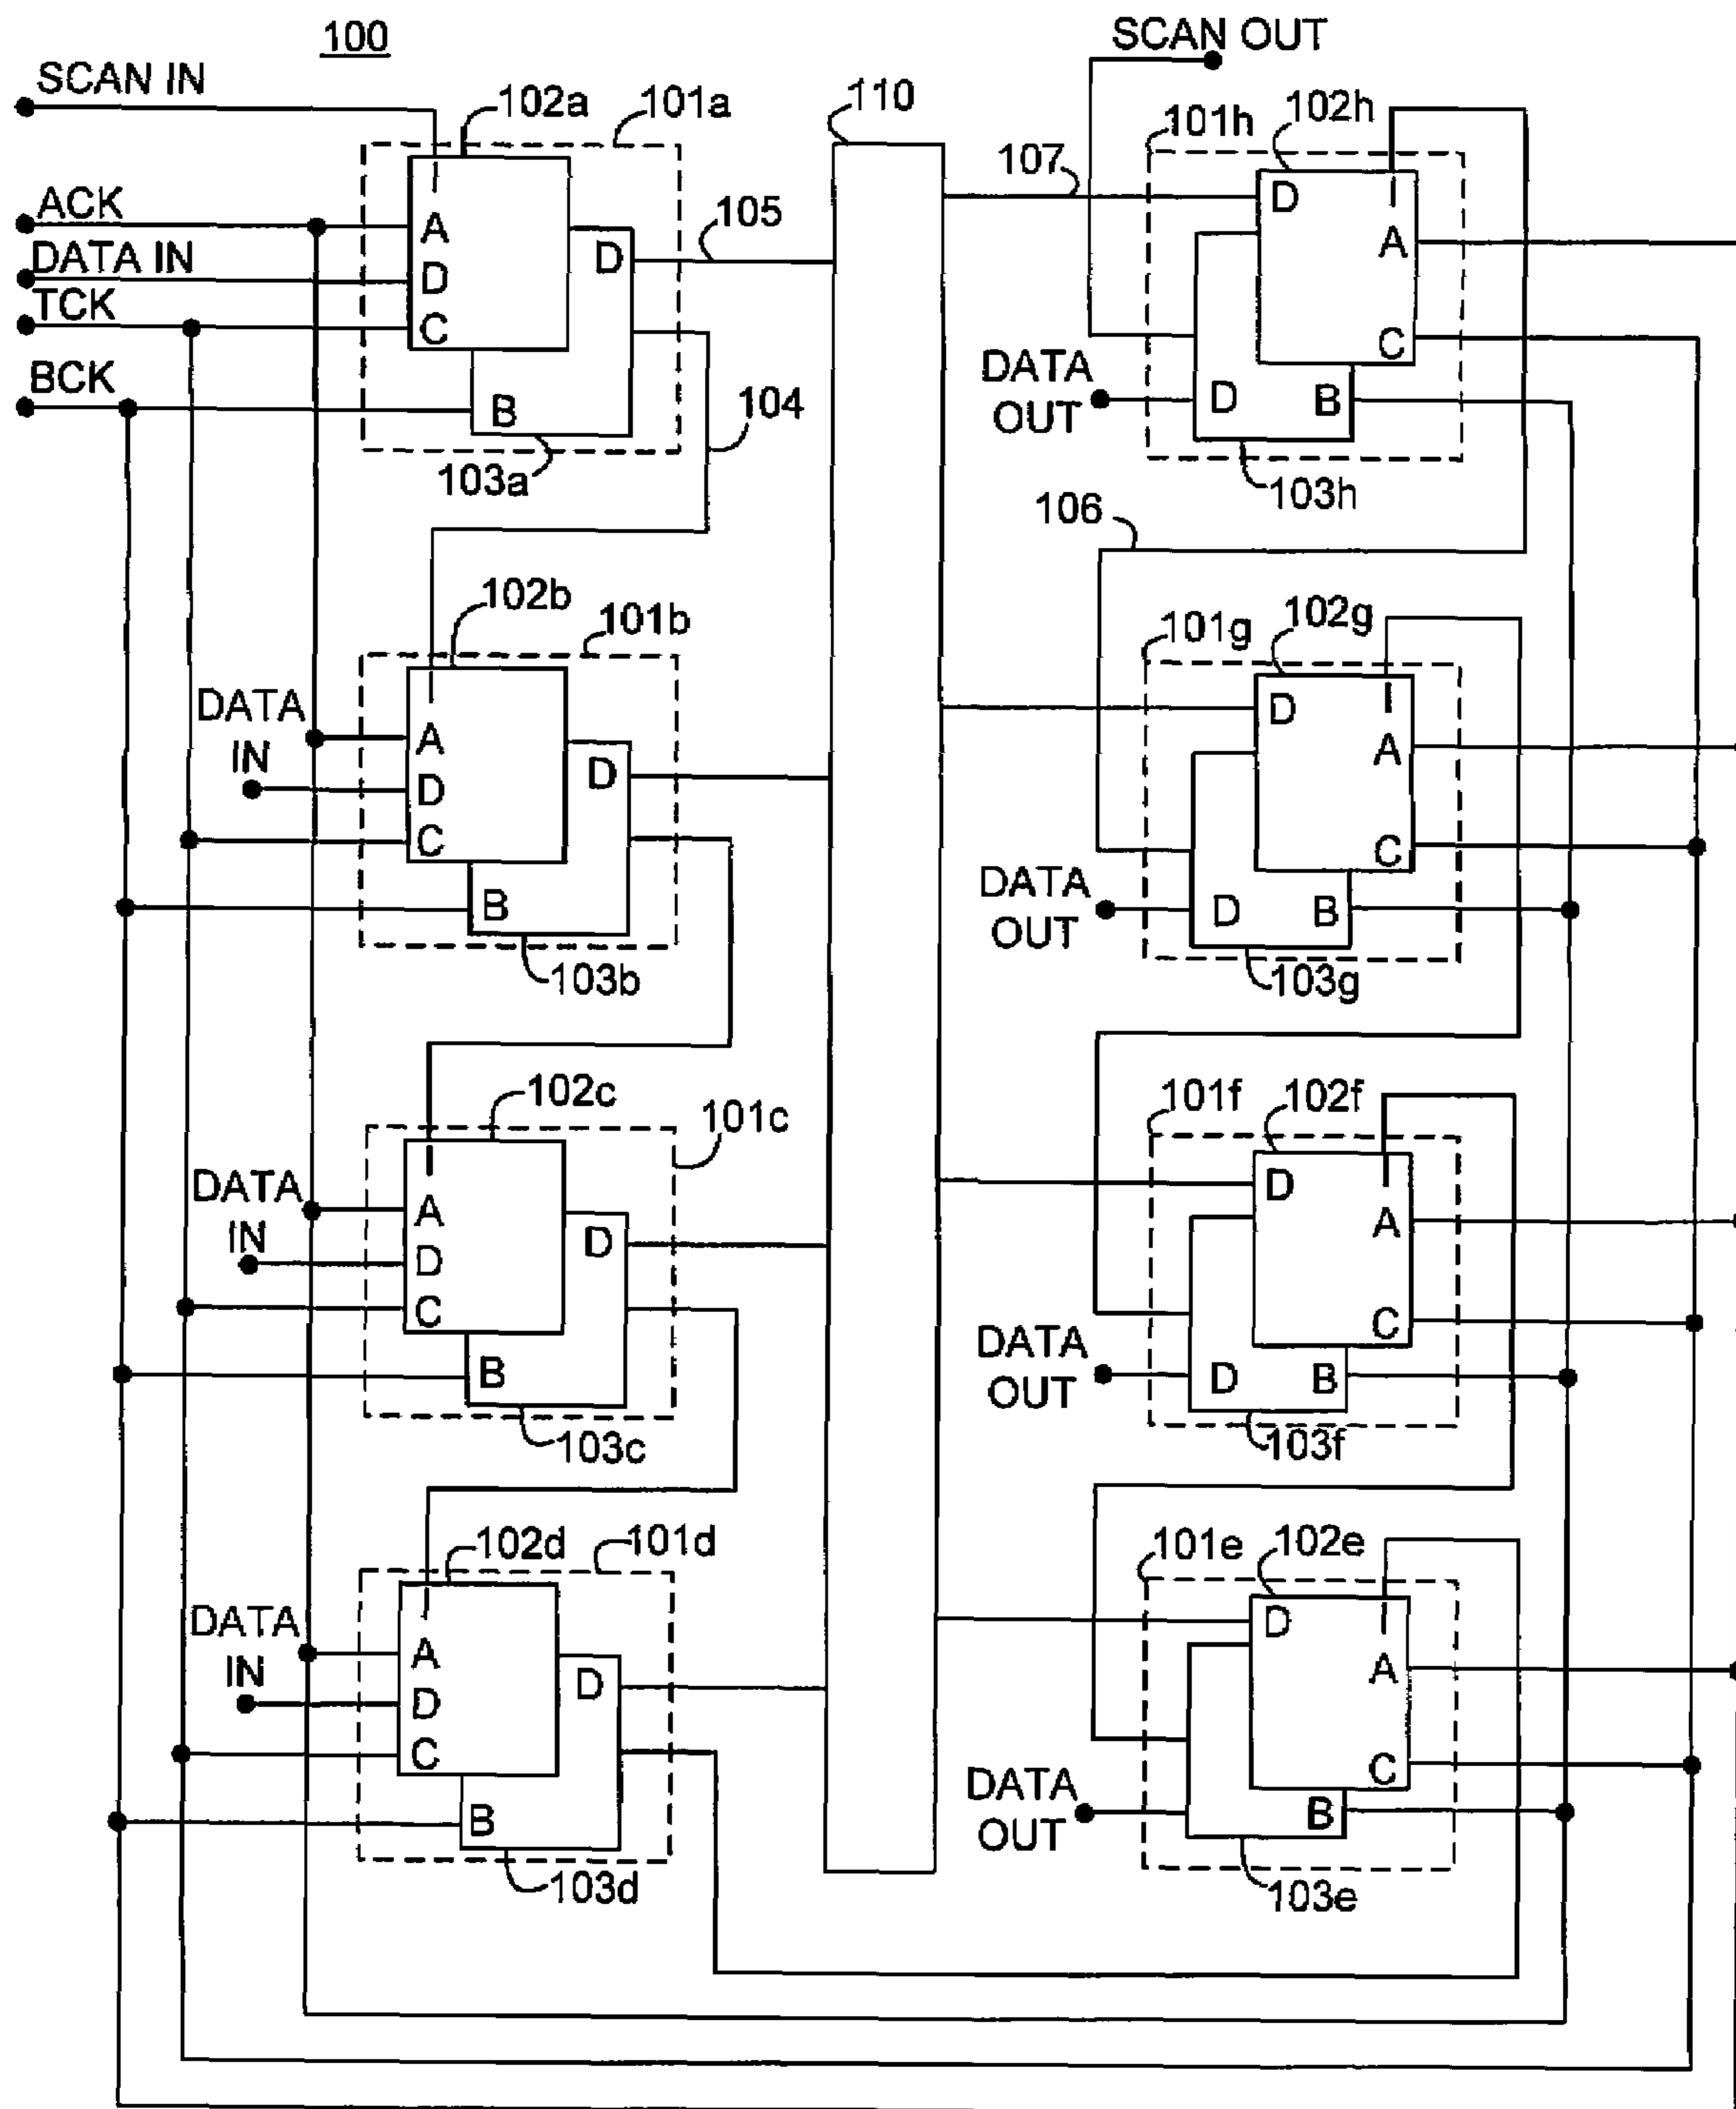 100
SCAN IN
ACK
DATA IN
TCK
BCK
102a
101a
I
A
D
C
B
D
103a
105
104
110
SCAN OUT
107
101h
102h
D
I
A
C
B
D
DATA
OUT
103h
106
102b
101b
DATA
IN
I
A
D
C
B
D
103b
101g
102g
D
I
A
C
B
D
DATA
OUT
103g
102c
101c
DATA
IN
I
A
D
C
B
D
103c
101f
102f
D
I
A
C
B
D
DATA
OUT
103f
102d
101d
DATA
IN
I
A
D
C
B
D
103d
101e
102e
D
I
A
C
B
DATA
OUT
103e